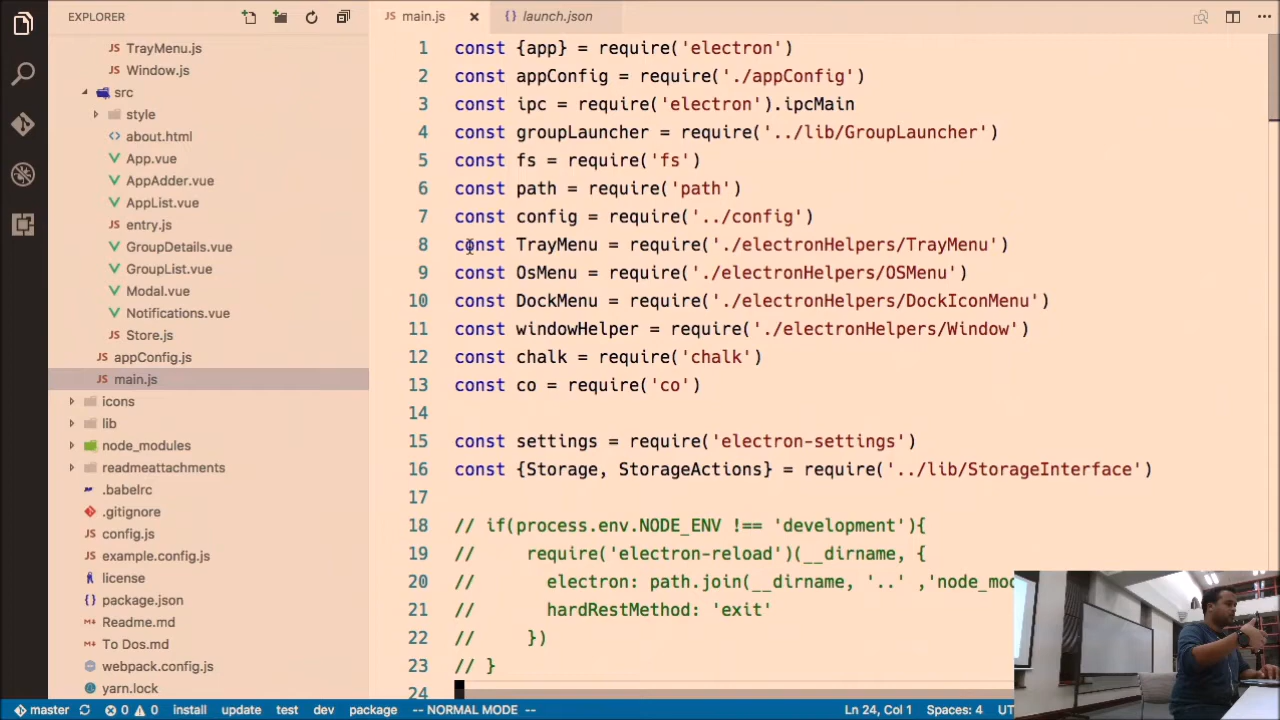 EXPLORER
TrayMenu.js
Window.js
src
style
about.html
App.vue
AppAdder.vue
AppList.vue
entry.js
GroupDetails.vue
GroupList.vue
Modal.vue
Notifications.vue
Store.js
appConfig.js
main.js
icons
lib
node_modules
readmeattachments
.babelrc
.gitignore
config.js
example.config.js
license
package.json
Readme.md
To Dos.md
webpack.config.js
yarn.lock
main.js
launch.json
1 const {app} = require('electron')
2 const appConfig = require('./appConfig')
3 const ipc = require('electron').ipcMain
4 const groupLauncher = require('../lib/GroupLauncher')
5 const fs = require('fs')
6 const path = require('path')
7 const config = require('../config')
8 const TrayMenu = require('./electronHelpers/TrayMenu')
9 const OsMenu = require('./electronHelpers/OSMenu')
10 const DockMenu = require('./electronHelpers/DockIconMenu')
11 const windowHelper = require('./electronHelpers/Window')
12 const chalk = require('chalk')
13 const co = require('co')
14
15 const settings = require('electron-settings')
16 const {Storage, StorageActions} = require('../lib/StorageInterface')
17
18 // if(process.env.NODE_ENV !== 'development'){
19 //     require('electron-reload')(__dirname, {
20 //       electron: path.join(__dirname, '..' ,'node_mo
21 //       hardRestMethod: 'exit'
22 //     })
23 // }
24
master 0 0 install update test dev package -- NORMAL MODE -- Ln 24, Col 1 Spaces: 4 UT